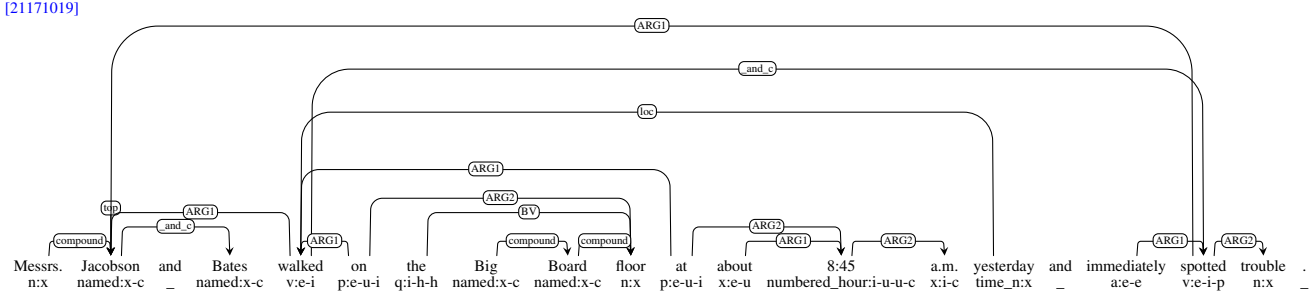 [21171019]
ARG1
_and_c
loc
ARG1
ARG2
top ARG1 BV
_and_c ARG2
compound ARG1 compound compound ARG1 ARG2 ARG1 ARG2
Messrs. Jacobson and Bates walked on the Big Board floor at about 8:45 a.m. yesterday and immediately spotted trouble .
n:x named:x-c _ named:x-c v:e-i p:e-u-i q:i-h-h named:x-c named:x-c n:x p:e-u-i x:e-u numbered_hour:i-u-u-c x:i-c time_n:x _ a:e-e v:e-i-p n:x _